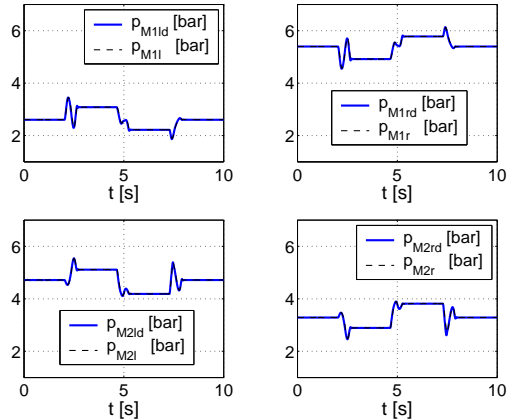 p_M1ld [bar]
p_M1l [bar]
6
4
2
0 5 10
t [s]
p_M1rd [bar]
p_M1r [bar]
6
4
2
0 5 10
t [s]
p_M2ld [bar]
p_M2l [bar]
6
4
2
0 5 10
t [s]
p_M2rd [bar]
p_M2r [bar]
6
4
2
0 5 10
t [s]